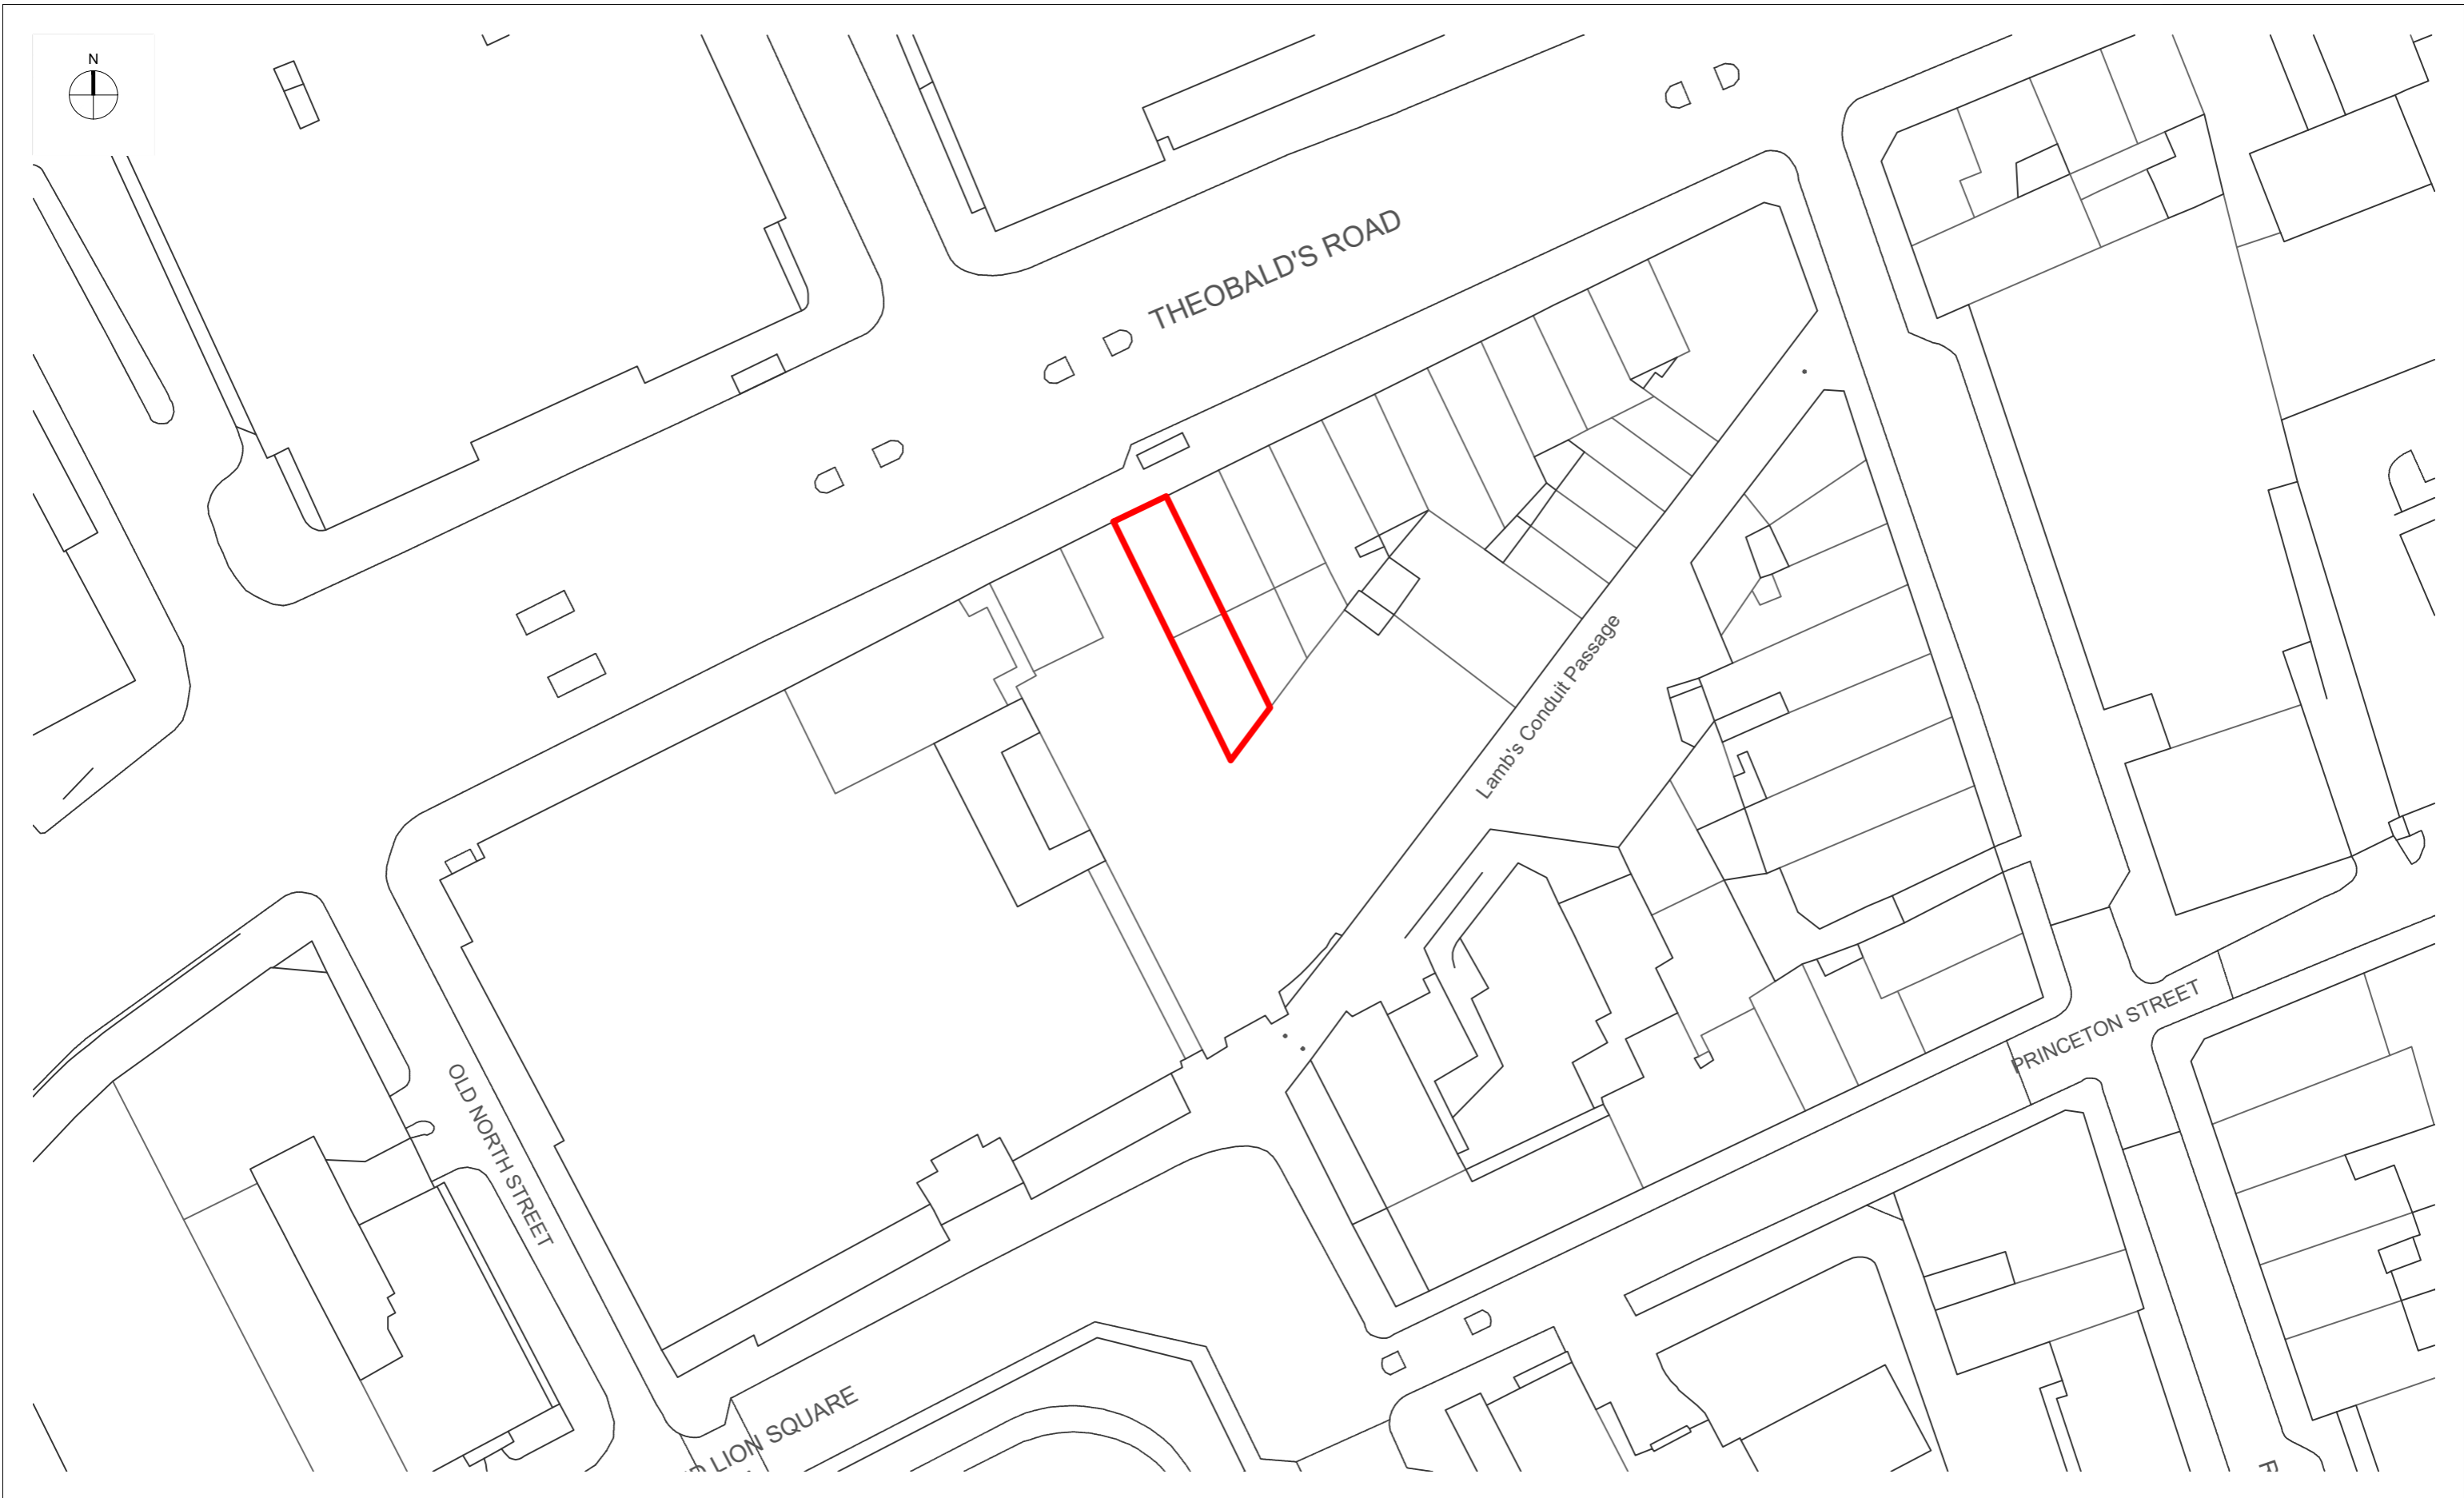 N
THEOBALD'S ROAD
Lamb's Conduit Passage
PRINCETON STREET
OLD NORTH STREET
LION SQUARE